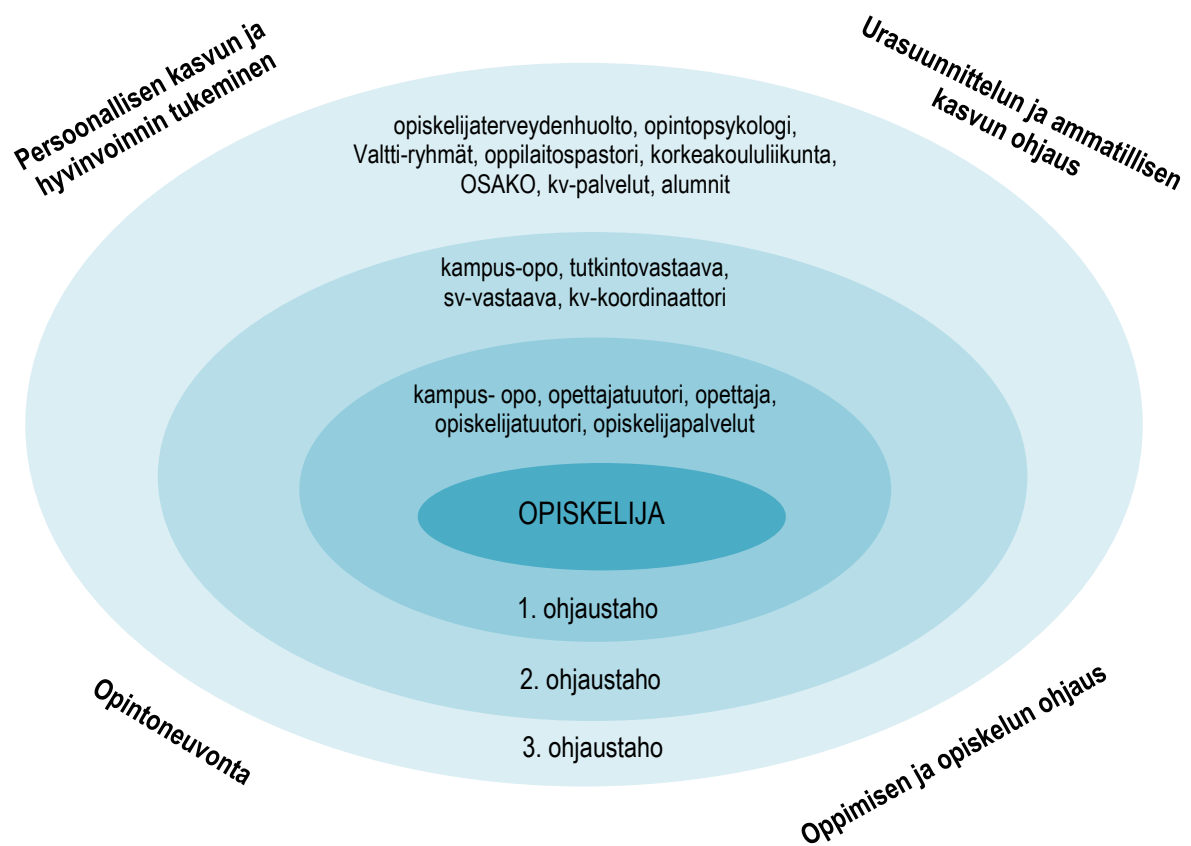 Persoonallisen kasvun ja
hyvinvoinnin tukeminen
Urasuunnittelun ja ammatillisen
kasvun ohjaus
opiskelijaterveydenhuolto, opintopsykologi,
Valtti-ryhmät, oppilaitospastori, korkeakoululiikunta,
OSAKO, kv-palvelut, alumnit
kampus-opo, tutkintovastaava,
sv-vastaava, kv-koordinaattori
kampus- opo, opettajatuutori, opettaja,
opiskelijatuutori, opiskelijapalvelut
OPISKELIJA
1. ohjaustaho
2. ohjaustaho
3. ohjaustaho
Opintoneuvonta
Oppimisen ja opiskelun ohjaus